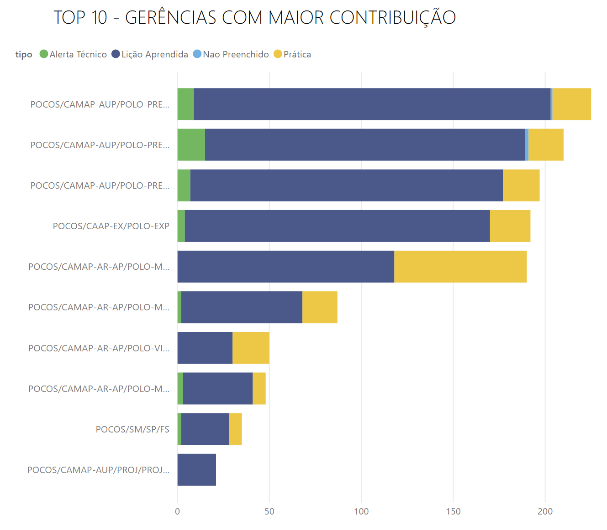 TOP 10 - GERÊNCIAS COM MAIOR CONTRIBUIÇÃO
tipo Alerta Técnico Lição Aprendida Nao Preenchido Prática
POCOS/CAMAP-AUP/POLO-PRE...
POCOS/CAMAP-AUP/POLO-PRE...
POCOS/CAMAP-AUP/POLO-PRE...
POCOS/CAAP-EX/POLO-EXP
POCOS/CAMAP-AR-AP/POLO-M...
POCOS/CAMAP-AR-AP/POLO-M...
POCOS/CAMAP-AR-AP/POLO-VI...
POCOS/CAMAP-AR-AP/POLO-M...
POCOS/SM/SP/FS
POCOS/CAMAP-AUP/PROJ/PROJ...
0 50 100 150 200